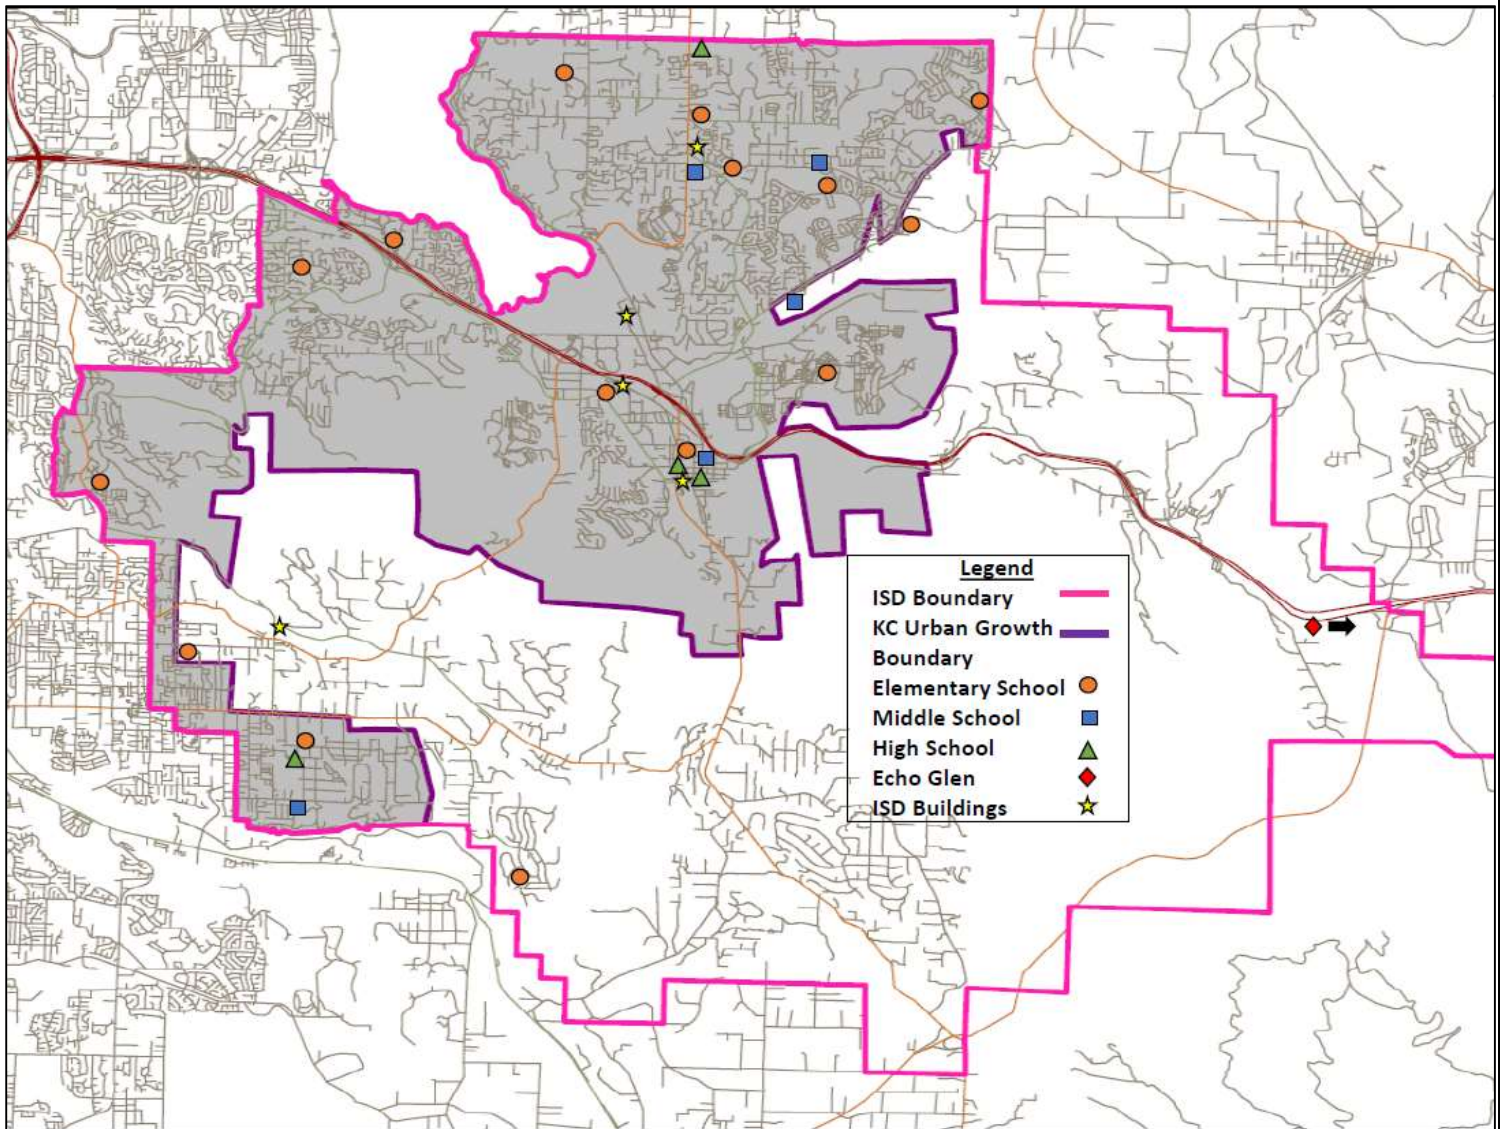 Legend
ISD Boundary
KC Urban Growth
Boundary
Elementary School
Middle School
High School
Echo Glen
ISD Buildings